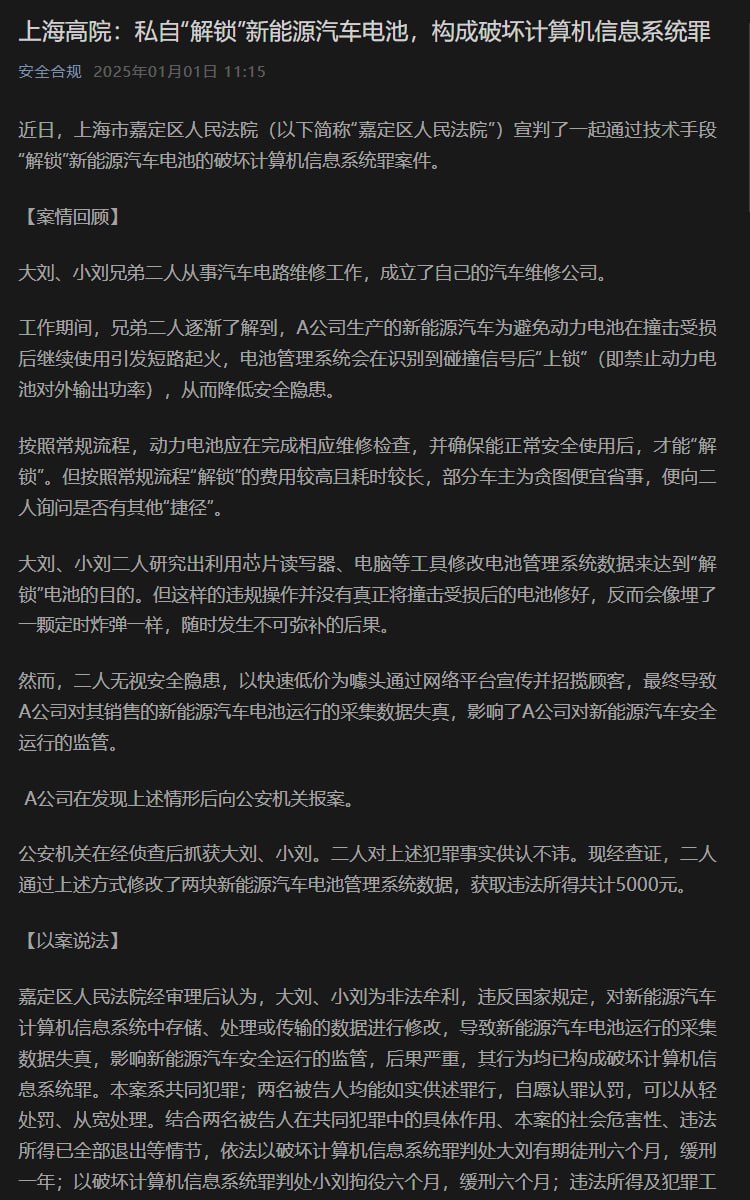 上海高院：私自“解锁”新能源汽车电池，构成破坏计算机信息系统罪
安全合规 2025年01月01日 11:15
近日，上海市嘉定区人民法院（以下简称“嘉定区人民法院”）宣判了一起通过技术手段
“解锁”新能源汽车电池的破坏计算机信息系统罪案件。
【案情回顾】
大刘、小刘兄弟二人从事汽车电路维修工作，成立了自己的汽车维修公司。
工作期间，兄弟二人逐渐了解到，A公司生产的新能源汽车为避免动力电池在撞击受损
后继续使用引发短路起火，电池管理系统会在识别到碰撞信号后“上锁”（即禁止动力电
池对外输出功率），从而降低安全隐患。
按照常规流程，动力电池应在完成相应维修检查，并确保能正常安全使用后，才能“解
锁”。但按照常规流程“解锁”的费用较高且耗时较长，部分车主为贪图便宜省事，便向二
人询问是否有其他“捷径”。
大刘、小刘二人研究出利用芯片读写器、电脑等工具修改电池管理系统数据来达到“解
锁”电池的目的。但这样的违规操作并没有真正将撞击受损后的电池修好，反而会像埋了
一颗定时炸弹一样，随时发生不可弥补的后果。
然而，二人无视安全隐患，以快速低价为噱头通过网络平台宣传并招揽顾客，最终导致
A公司对其销售的新能源汽车电池运行的采集数据失真，影响了A公司对新能源汽车安全
运行的监管。
A公司在发现上述情形后向公安机关报案。
公安机关在经侦查后抓获大刘、小刘。二人对上述犯罪事实供认不讳。现经查证，二人
通过上述方式修改了两块新能源汽车电池管理系统数据，获取违法所得共计5000元。
【以案说法】
嘉定区人民法院经审理后认为，大刘、小刘为非法牟利，违反国家规定，对新能源汽车
计算机信息系统中存储、处理或传输的数据进行修改，导致新能源汽车电池运行的采集
数据失真，影响新能源汽车安全运行的监管，后果严重，其行为均已构成破坏计算机信
息系统罪。本案系共同犯罪；两名被告人均能如实供述罪行，自愿认罪认罚，可以从轻
处罚、从宽处理。结合两名被告人在共同犯罪中的具体作用、本案的社会危害性、违法
所得已全部退出等情节，依法以破坏计算机信息系统罪判处大刘有期徒刑六个月，缓刑
一年；以破坏计算机信息系统罪判处小刘拘役六个月，缓刑六个月；违法所得及犯罪工